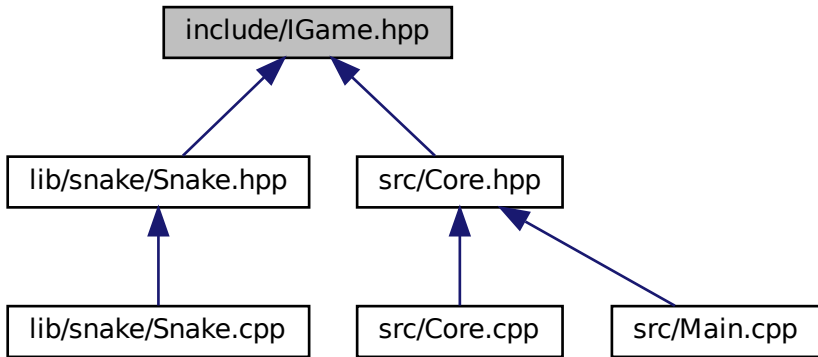 include/IGame.hpp
lib/snake/Snake.hpp
src/Core.hpp
lib/snake/Snake.cpp
src/Core.cpp
src/Main.cpp